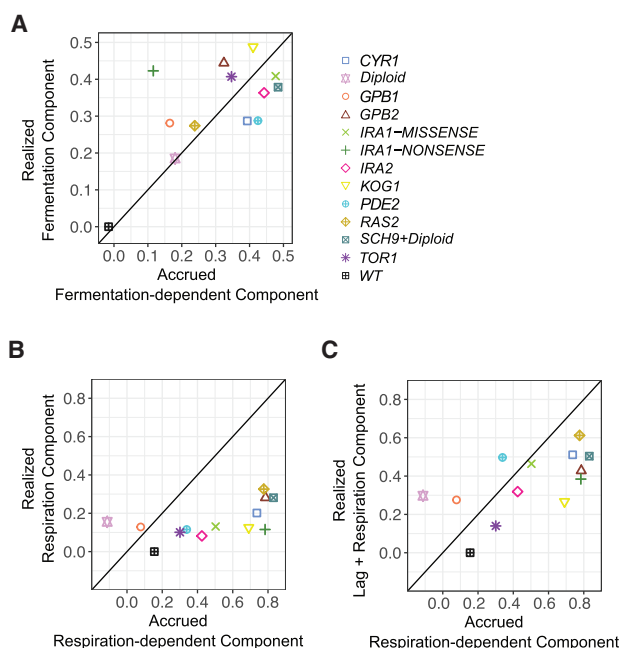 A
Realized
Fermentation Component
0.5
0.4
0.3
0.2
0.1
0.0
0.0 0.1 0.2 0.3 0.4 0.5
Accrued
Fermentation-dependent Component
CYR1
Diploid
GPB1
GPB2
IRA1−MISSENSE
IRA1−NONSENSE
IRA2
KOG1
PDE2
RAS2
SCH9+Diploid
TOR1
WT
B
Realized
Respiration Component
0.8
0.6
0.4
0.2
0.0
0.0 0.2 0.4 0.6 0.8
Accrued
Respiration-dependent Component
C
Realized
Lag + Respiration Component
0.8
0.6
0.4
0.2
0.0
0.0 0.2 0.4 0.6 0.8
Accrued
Respiration-dependent Component